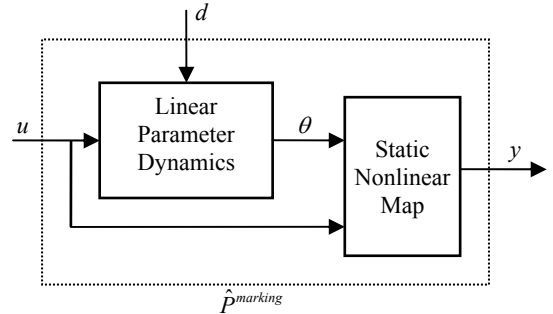 d
Linear
Parameter
Dynamics
u
θ
Static
Nonlinear
Map
y
P̂^marking